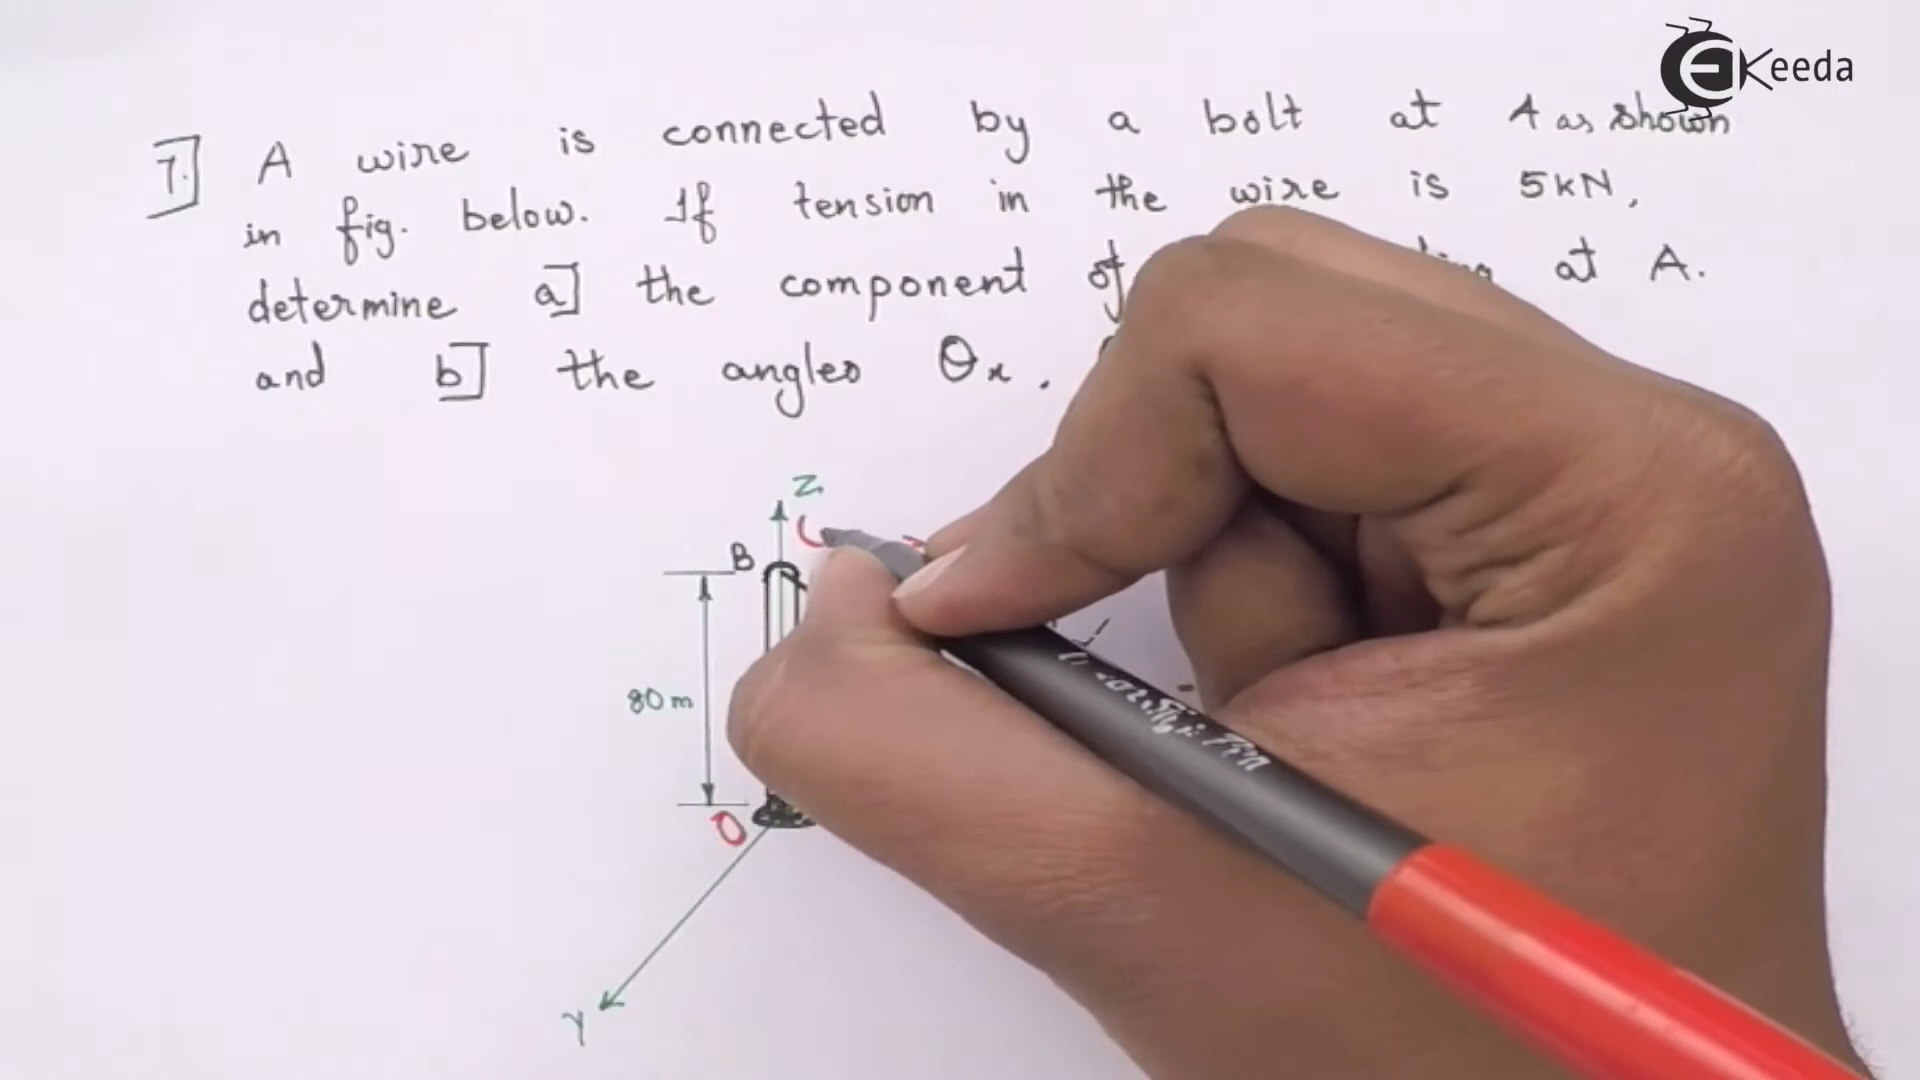 EKeeda
7.] A wire is connected by a bolt at A as shown
in fig. below. If tension in the wire is 5kN,
determine a] the component of at A.
and b] the angles θx.
Z
B
80 m
O
Y